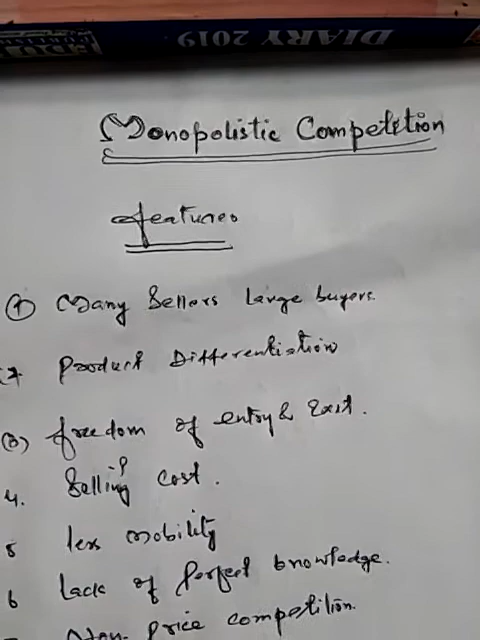 DIARY 2019
Monopolistic Competition
features
① Many Sellers Large buyers.
Product Differentiation
(3) freedom of entry & Exit.
4. Selling cost.
5 less mobility
6 Lack of Perfect knowledge.
Non-Price competition.